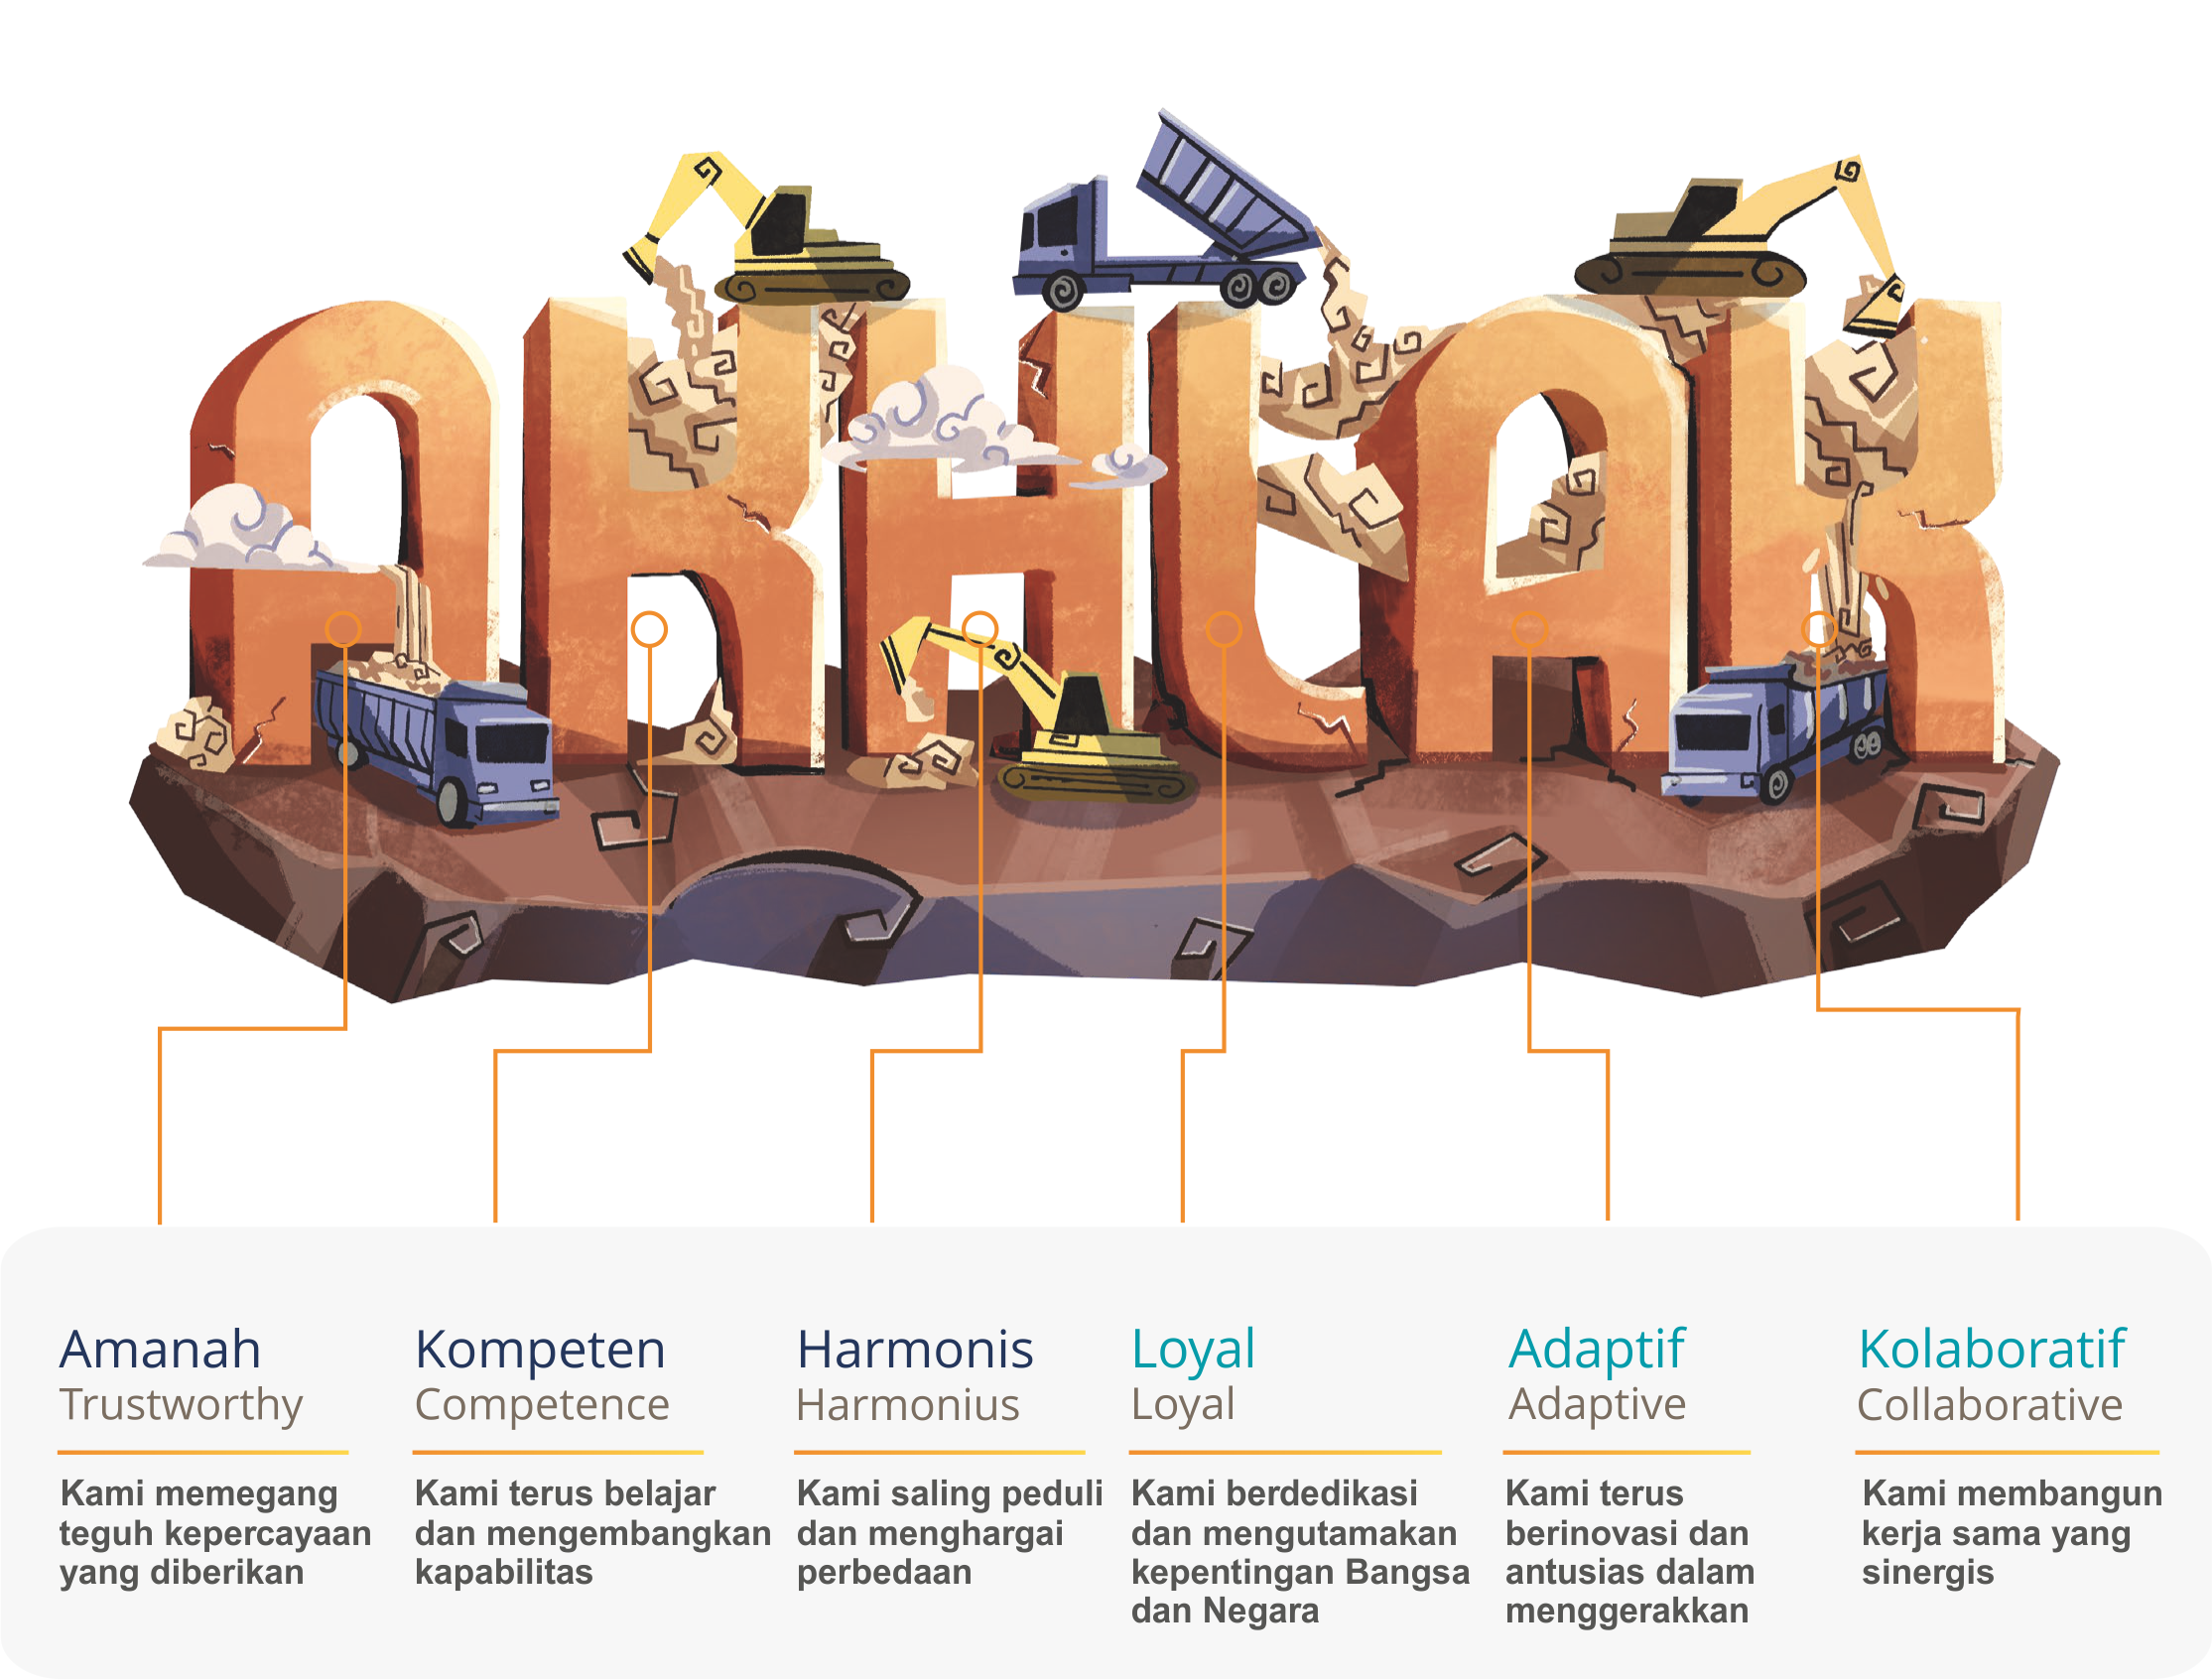 AKHLAK
Amanah
Trustworthy
Kami memegang
teguh kepercayaan
yang diberikan
Kompeten
Competence
Kami terus belajar
dan mengembangkan
kapabilitas
Harmonis
Harmonius
Kami saling peduli
dan menghargai
perbedaan
Loyal
Loyal
Kami berdedikasi
dan mengutamakan
kepentingan Bangsa
dan Negara
Adaptif
Adaptive
Kami terus
berinovasi dan
antusias dalam
menggerakkan
Kolaboratif
Collaborative
Kami membangun
kerja sama yang
sinergis